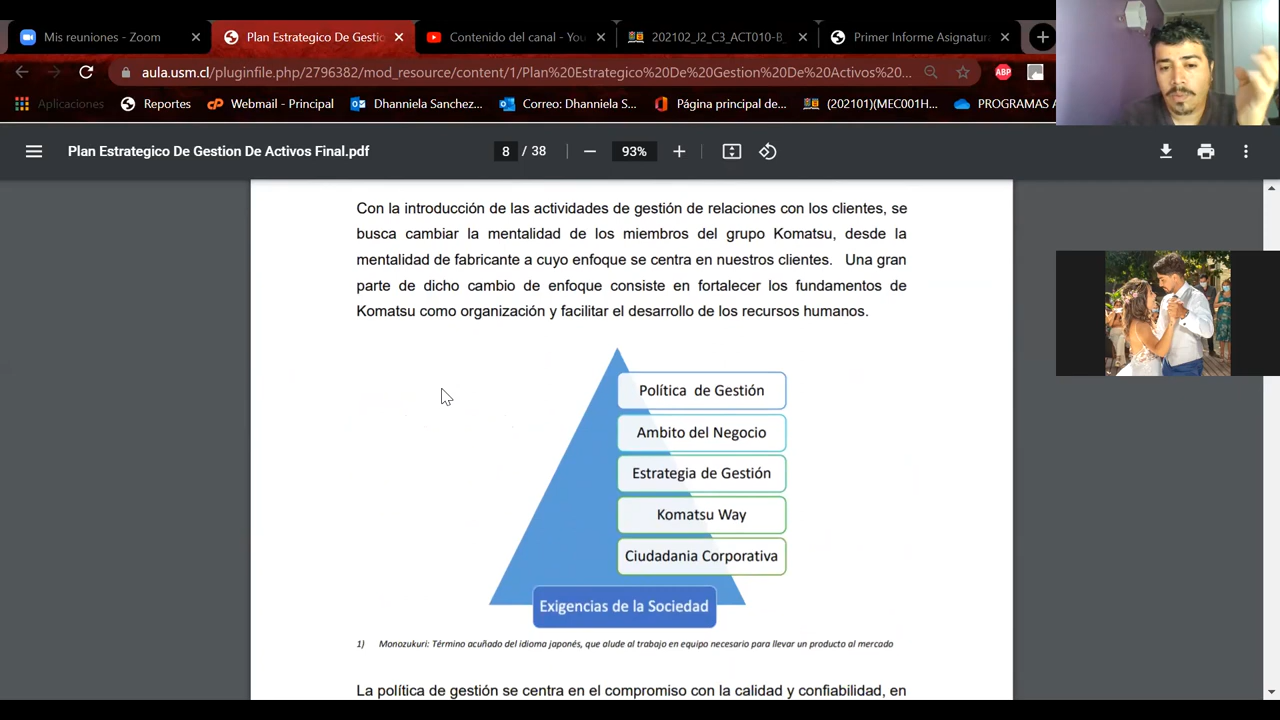 Mis reuniones - Zoom
Plan Estrategico De Gestio
Contenido del canal - You
202102_J2_C3_ACT010-B_
Primer Informe Asignatura
aula.usm.cl/pluginfile.php/2796382/mod_resource/content/1/Plan%20Estrategico%20De%20Gestion%20De%20Activos%20...
ABP
Aplicaciones
Reportes
Webmail - Principal
Dhanniela Sanchez...
Correo: Dhanniela S...
Página principal de...
(202101)(MEC001H...
PROGRAMAS A
Plan Estrategico De Gestion De Activos Final.pdf
8 / 38
93%
Con la introducción de las actividades de gestión de relaciones con los clientes, se
busca cambiar la mentalidad de los miembros del grupo Komatsu, desde la
mentalidad de fabricante a cuyo enfoque se centra en nuestros clientes. Una gran
parte de dicho cambio de enfoque consiste en fortalecer los fundamentos de
Komatsu como organización y facilitar el desarrollo de los recursos humanos.
Política de Gestión
Ambito del Negocio
Estrategia de Gestión
Komatsu Way
Ciudadania Corporativa
Exigencias de la Sociedad
1) Monozukuri: Término acuñado del idioma japonés, que alude al trabajo en equipo necesario para llevar un producto al mercado
La política de gestión se centra en el compromiso con la calidad y confiabilidad, en